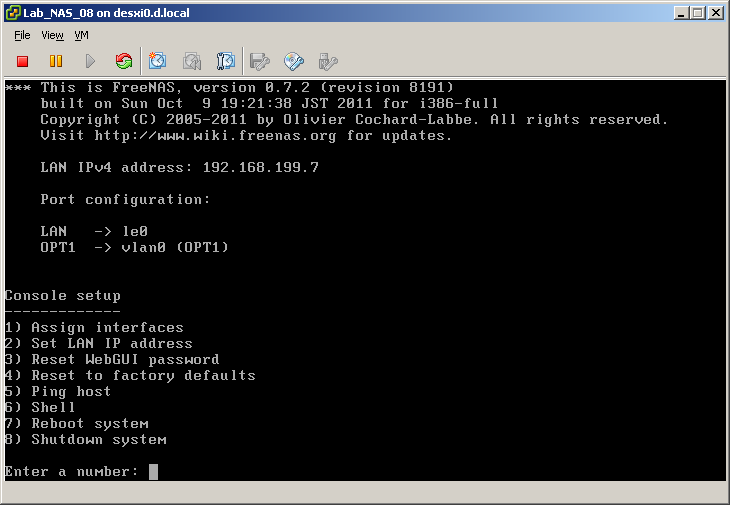 Lab_NAS_08 on desxi0.d.local
File View VM
*** This is FreeNAS, version 0.7.2 (revision 8191)
built on Sun Oct  9 19:21:38 JST 2011 for i386-full
Copyright (C) 2005-2011 by Olivier Cochard-Labbe. All rights reserved.
Visit http://www.wiki.freenas.org for updates.
LAN IPv4 address: 192.168.199.7
Port configuration:
LAN   -> le0
OPT1  -> vlan0 (OPT1)
Console setup
-------------
1) Assign interfaces
2) Set LAN IP address
3) Reset WebGUI password
4) Reset to factory defaults
5) Ping host
6) Shell
7) Reboot system
8) Shutdown system
Enter a number: